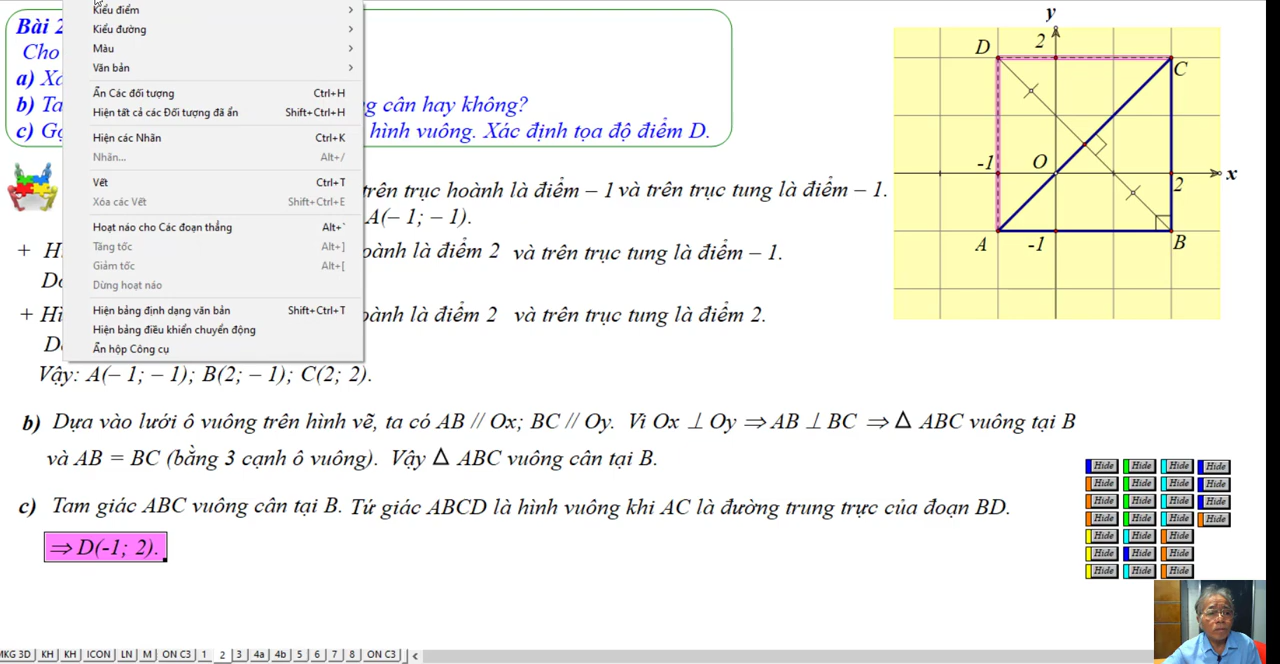 Bài 2
Cho
a) Xá
b) Ta
g cân hay không?
c) Gọ
hình vuông. Xác định tọa độ điểm D.
Kiểu điểm
Kiểu đường
Màu
Văn bản
Ẩn Các đối tượng Ctrl+H
Hiện tất cả các Đối tượng đã ẩn Shift+Ctrl+H
Hiện các Nhãn Ctrl+K
Nhãn... Alt+/
Vết Ctrl+T
Xóa các Vết Shift+Ctrl+E
Hoạt náo cho Các đoạn thẳng Alt+`
Tăng tốc Alt+]
Giảm tốc Alt+[
Dừng hoạt náo
Hiện bảng định dạng văn bản Shift+Ctrl+T
Hiện bảng điều khiển chuyển động
Ẩn hộp Công cụ
trên trục hoành là điểm – 1 và trên trục tung là điểm – 1.
A(– 1; – 1).
+ H
oành là điểm 2 và trên trục tung là điểm – 1.
Do
+ Hì
oành là điểm 2 và trên trục tung là điểm 2.
Do
Vậy: A(– 1; – 1); B(2; – 1); C(2; 2).
b) Dựa vào lưới ô vuông trên hình vẽ, ta có AB // Ox; BC // Oy. Vì Ox ⊥ Oy ⇒ AB ⊥ BC ⇒ Δ ABC vuông tại B
và AB = BC (bằng 3 cạnh ô vuông). Vậy Δ ABC vuông cân tại B.
c) Tam giác ABC vuông cân tại B. Tứ giác ABCD là hình vuông khi AC là đường trung trực của đoạn BD.
⇒ D(-1; 2).
y
D 2
C
-1 O x
2
A -1 B
Hide Hide Hide Hide
Hide Hide Hide Hide
Hide Hide Hide Hide
Hide Hide Hide Hide
Hide Hide Hide
Hide Hide Hide
Hide Hide Hide
MKG 3D KH KH ICON LN M ON C3 1 2 3 4a 4b 5 6 7 8 ON C3 <